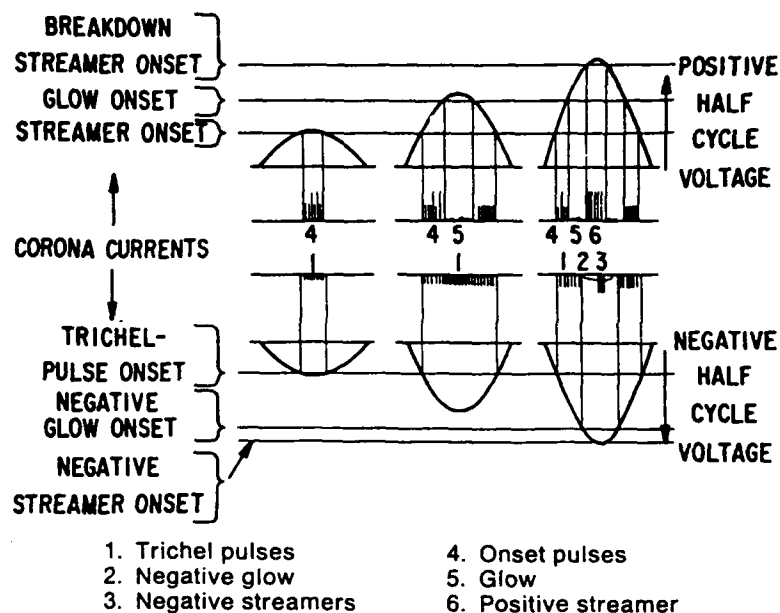 BREAKDOWN
STREAMER ONSET
GLOW ONSET
STREAMER ONSET
POSITIVE
HALF
CYCLE
VOLTAGE
4
4 5
4 5 6
CORONA CURRENTS
1
1
1 2 3
TRICHEL-
PULSE ONSET
NEGATIVE
GLOW ONSET
NEGATIVE
STREAMER ONSET
NEGATIVE
HALF
CYCLE
VOLTAGE
1. Trichel pulses
2. Negative glow
3. Negative streamers
4. Onset pulses
5. Glow
6. Positive streamer